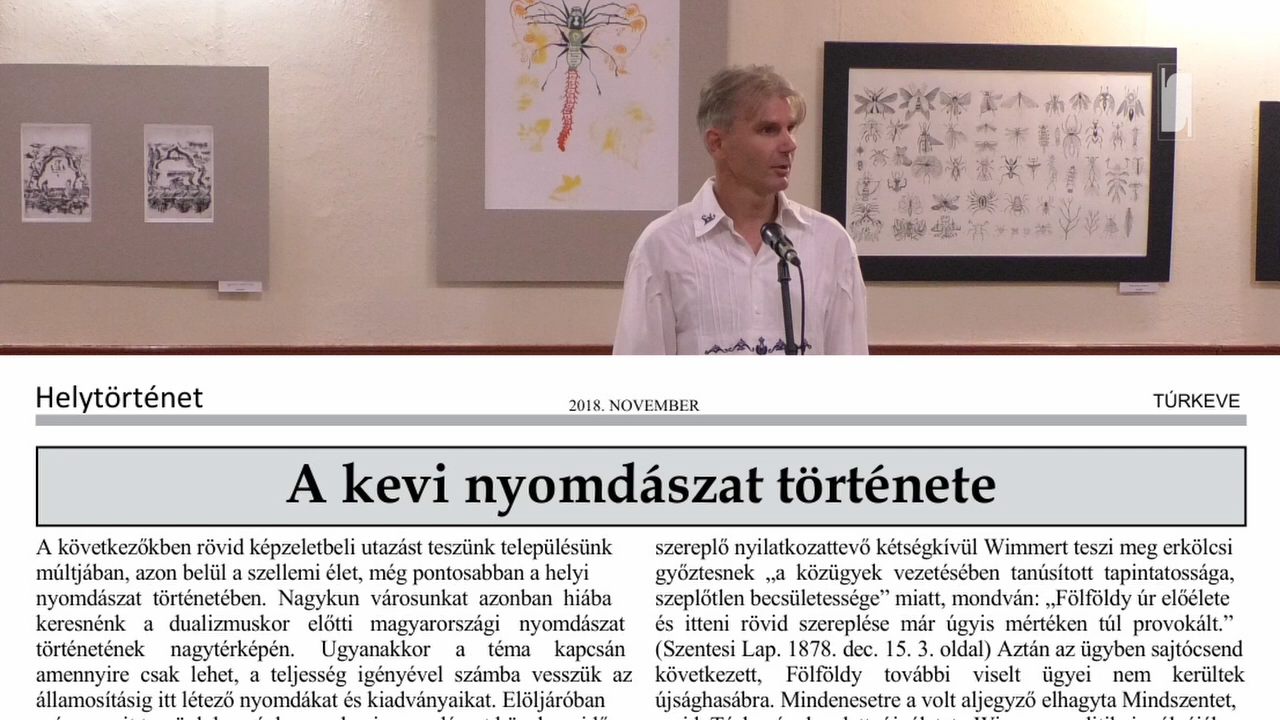 Helytörténet
2018. NOVEMBER
TÚRKEVE
A kevi nyomdászat története
A következőkben rövid képzeletbeli utazást teszünk településünk
múltjában, azon belül a szellemi élet, még pontosabban a helyi
nyomdászat történetében. Nagykun városunkat azonban hiába
keresnénk a dualizmuskor előtti magyarországi nyomdászat
történetének nagytérképén. Ugyanakkor a téma kapcsán
amennyire csak lehet, a teljesség igényével számba vesszük az
államosításig itt létező nyomdákat és kiadványaikat. Elöljáróban
szereplő nyilatkozattevő kétségkívül Wimmert teszi meg erkölcsi
győztesnek „a közügyek vezetésében tanúsított tapintatossága,
szeplőtlen becsületessége” miatt, mondván: „Fölföldy úr előélete
és itteni rövid szereplése már úgyis mértéken túl provokált.”
(Szentesi Lap. 1878. dec. 15. 3. oldal) Aztán az ügyben sajtócsend
következett, Fölföldy további viselt ügyei nem kerültek
újsághasábra. Mindenesetre a volt aljegyző elhagyta Mindszentet,